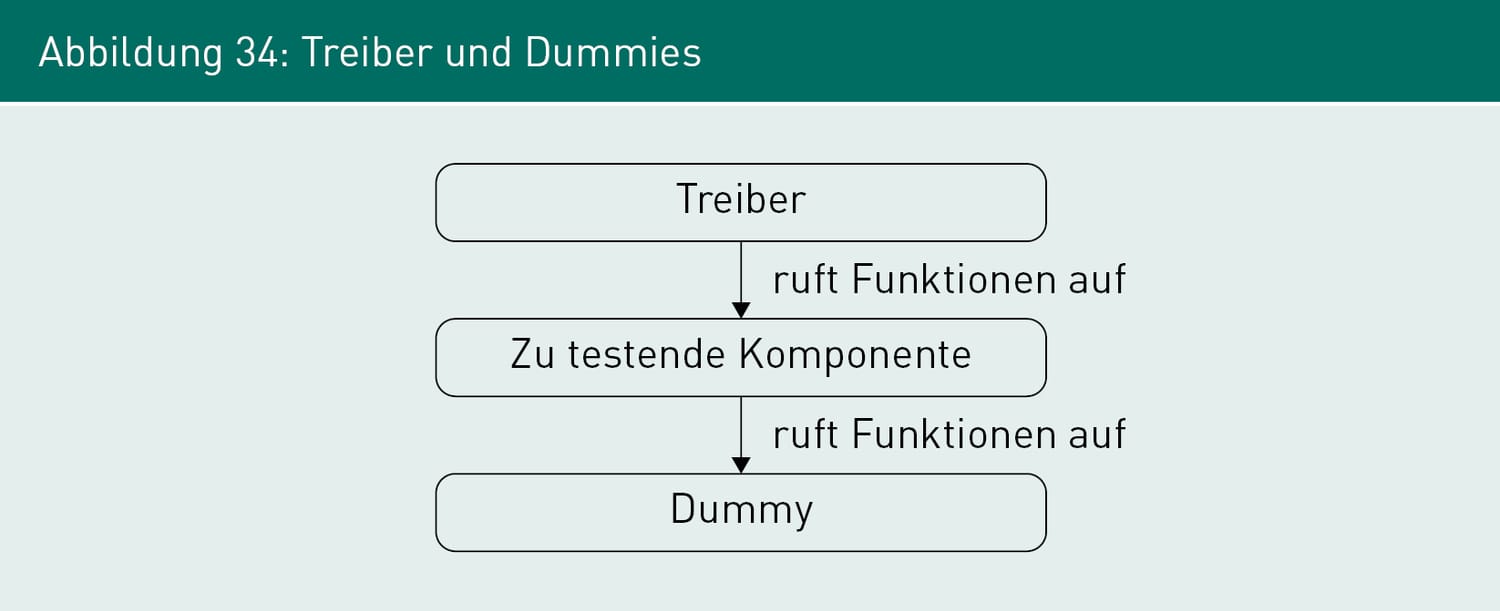 Abbildung 34: Treiber und Dummies
Treiber
ruft Funktionen auf
Zu testende Komponente
ruft Funktionen auf
Dummy